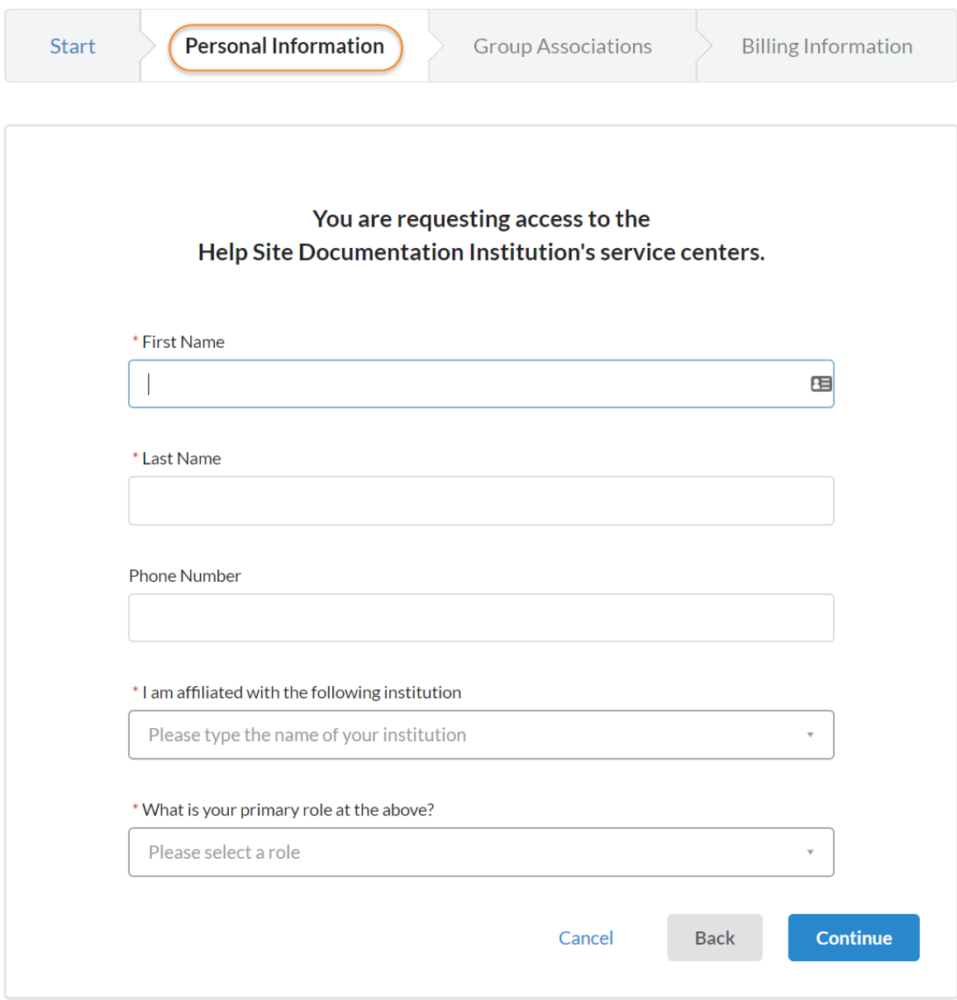 Start
Personal Information
Group Associations
Billing Information
You are requesting access to the
Help Site Documentation Institution's service centers.
* First Name
* Last Name
Phone Number
* I am affiliated with the following institution
Please type the name of your institution
* What is your primary role at the above?
Please select a role
Cancel
Back
Continue